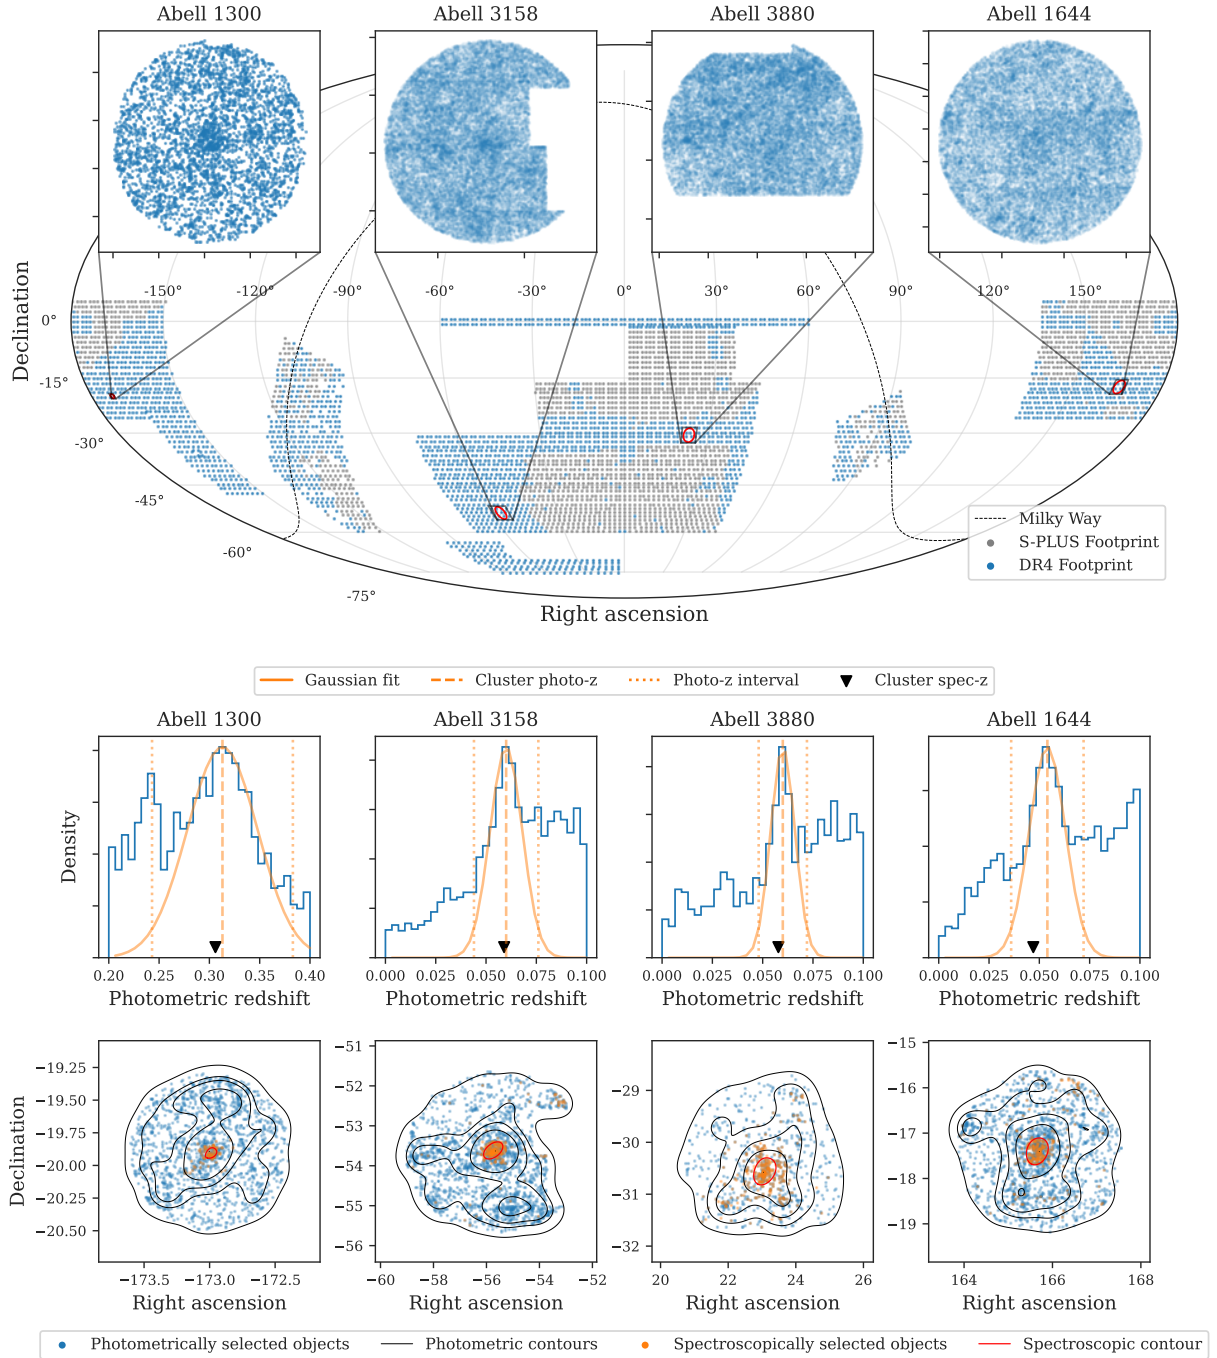 Abell 1300 Abell 3158 Abell 3880 Abell 1644
Declination
-150° -120° -90° -60° -30° 0° 30° 60° 90° 120° 150°
0°
-15°
-30°
-45°
-60°
-75°
Milky Way
S-PLUS Footprint
DR4 Footprint
Right ascension
Gaussian fit Cluster photo-z Photo-z interval Cluster spec-z
Abell 1300 Abell 3158 Abell 3880 Abell 1644
Density
0.20 0.25 0.30 0.35 0.40 0.000 0.025 0.050 0.075 0.100 0.000 0.025 0.050 0.075 0.100 0.000 0.025 0.050 0.075 0.100
Photometric redshift Photometric redshift Photometric redshift Photometric redshift
Declination
−19.25
−19.50
−19.75
−20.00
−20.25
−20.50
−173.5 −173.0 −172.5
Right ascension
−51
−52
−53
−54
−55
−56
−60 −58 −56 −54 −52
Right ascension
−29
−30
−31
−32
20 22 24 26
Right ascension
−15
−16
−17
−18
−19
164 166 168
Right ascension
Photometrically selected objects Photometric contours Spectroscopically selected objects Spectroscopic contour